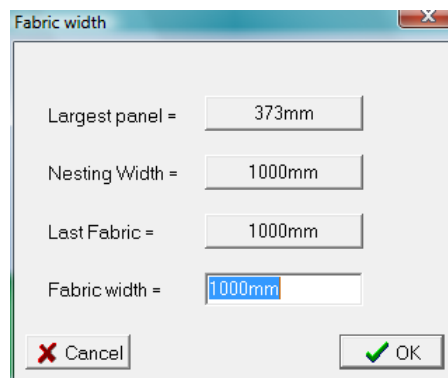 Fabric width
Largest panel = 373mm
Nesting Width = 1000mm
Last Fabric = 1000mm
Fabric width = 1000mm
Cancel OK